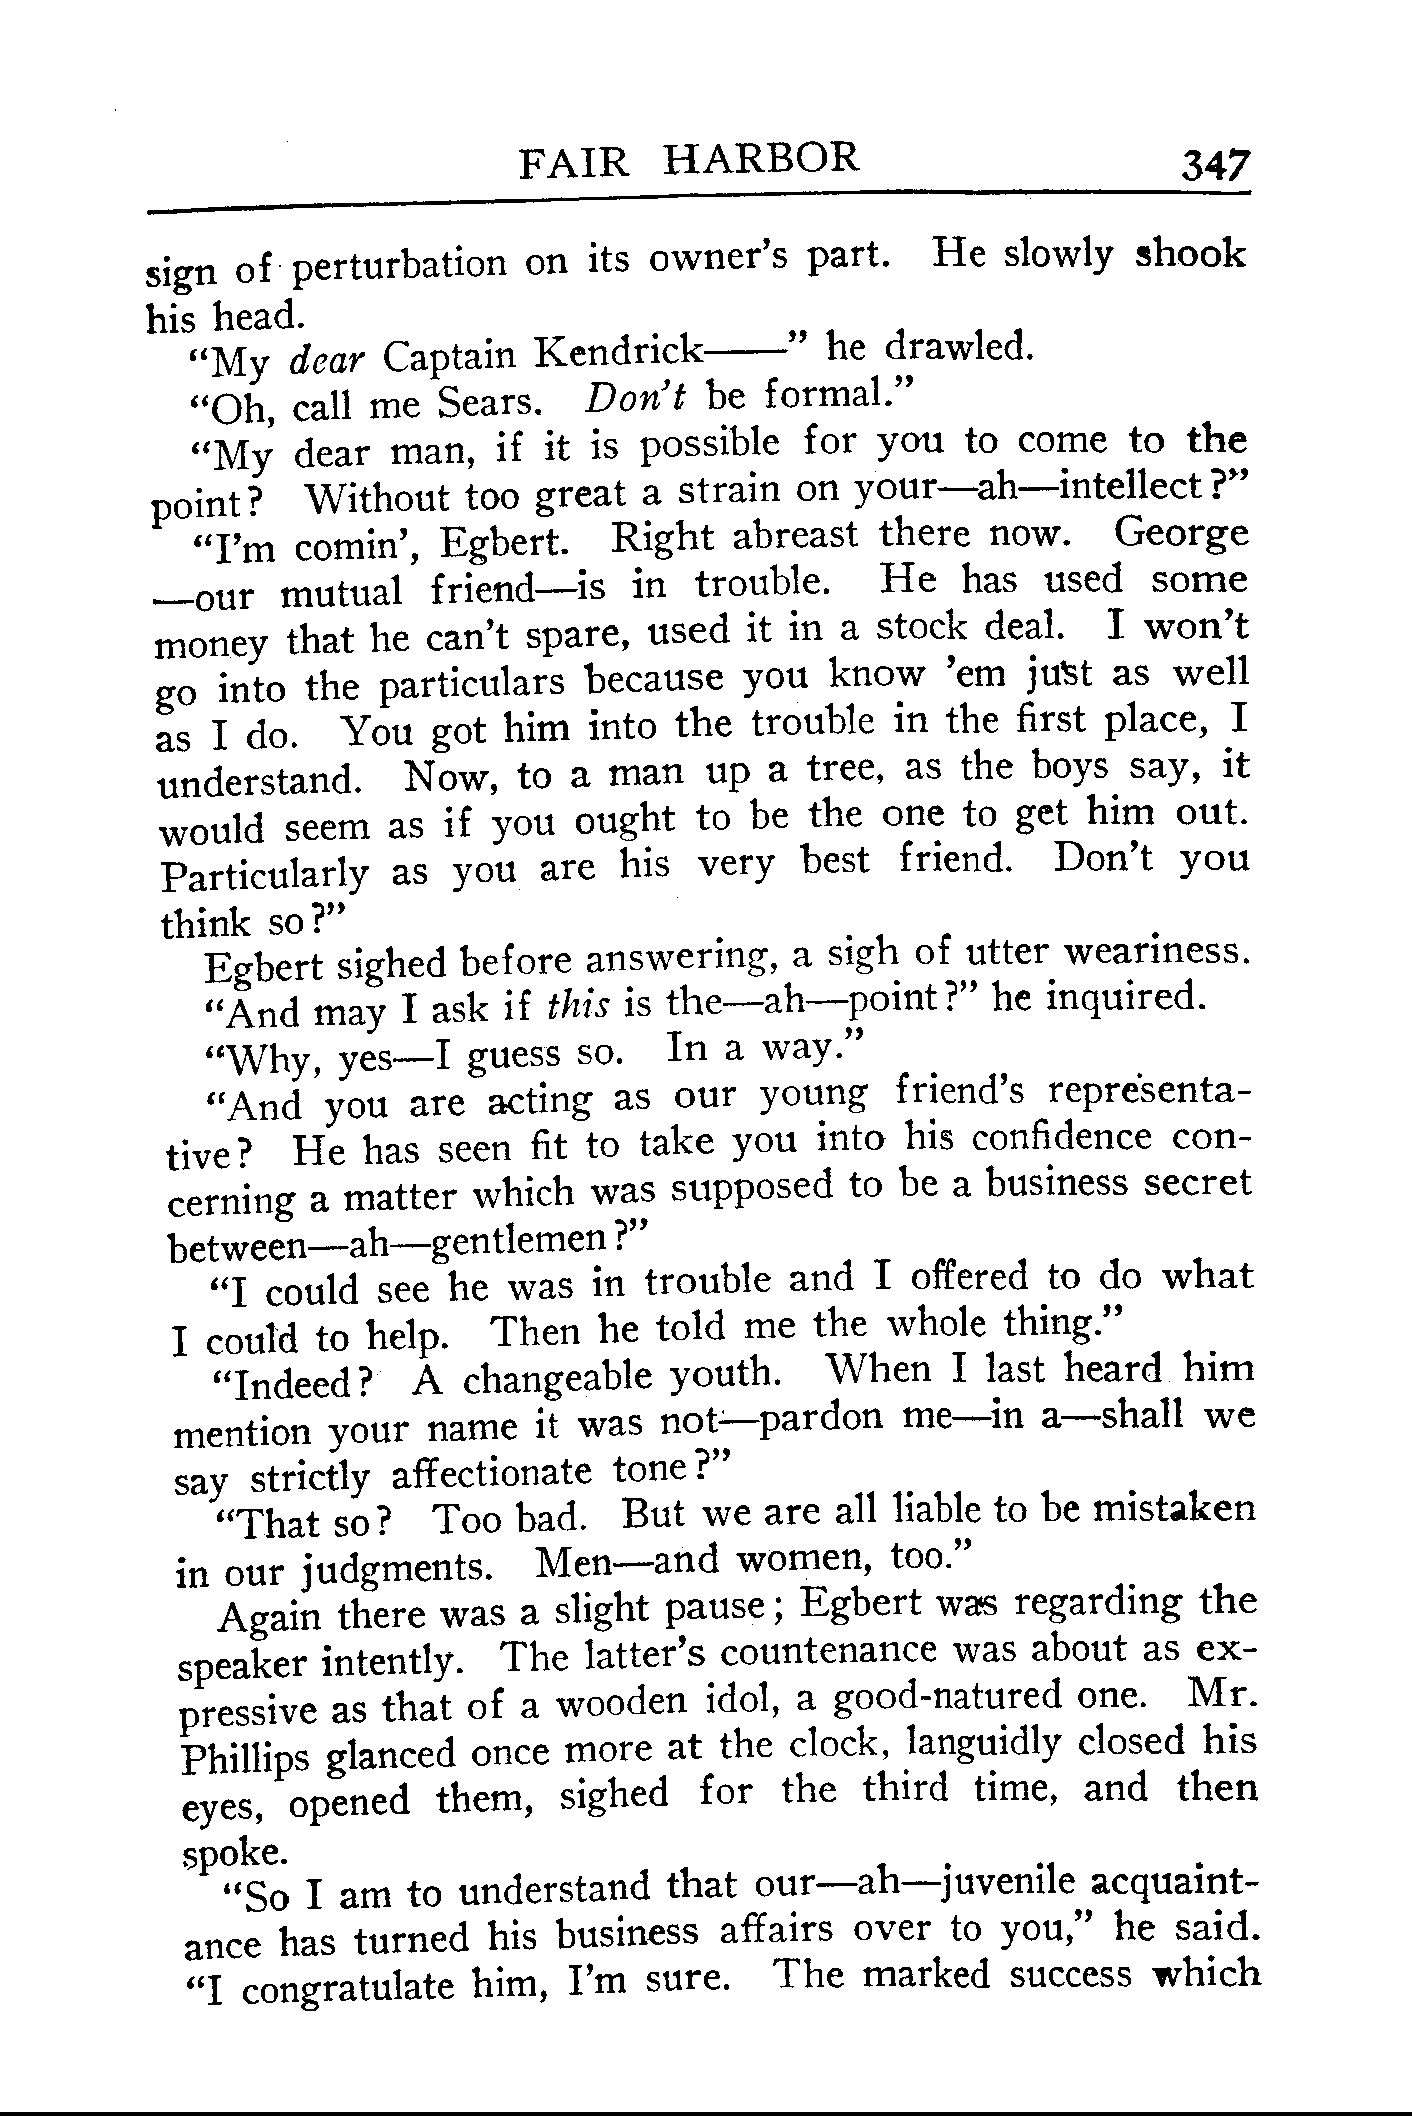 FAIR HARBOR 347
sign of perturbation on its owner's part. He slowly shook
his head.
"My dear Captain Kendrick——" he drawled.
"Oh, call me Sears. Don't be formal."
"My dear man, if it is possible for you to come to the
point? Without too great a strain on your—ah—intellect?"
"I'm comin', Egbert. Right abreast there now. George
—our mutual friend—is in trouble. He has used some
money that he can't spare, used it in a stock deal. I won't
go into the particulars because you know 'em just as well
as I do. You got him into the trouble in the first place, I
understand. Now, to a man up a tree, as the boys say, it
would seem as if you ought to be the one to get him out.
Particularly as you are his very best friend. Don't you
think so?"
Egbert sighed before answering, a sigh of utter weariness.
"And may I ask if this is the—ah—point?" he inquired.
"Why, yes—I guess so. In a way."
"And you are acting as our young friend's representa-
tive? He has seen fit to take you into his confidence con-
cerning a matter which was supposed to be a business secret
between—ah—gentlemen?"
"I could see he was in trouble and I offered to do what
I could to help. Then he told me the whole thing."
"Indeed? A changeable youth. When I last heard him
mention your name it was not—pardon me—in a—shall we
say strictly affectionate tone?"
"That so? Too bad. But we are all liable to be mistaken
in our judgments. Men—and women, too."
Again there was a slight pause; Egbert was regarding the
speaker intently. The latter's countenance was about as ex-
pressive as that of a wooden idol, a good-natured one. Mr.
Phillips glanced once more at the clock, languidly closed his
eyes, opened them, sighed for the third time, and then
spoke.
"So I am to understand that our—ah—juvenile acquaint-
ance has turned his business affairs over to you," he said.
"I congratulate him, I'm sure. The marked success which